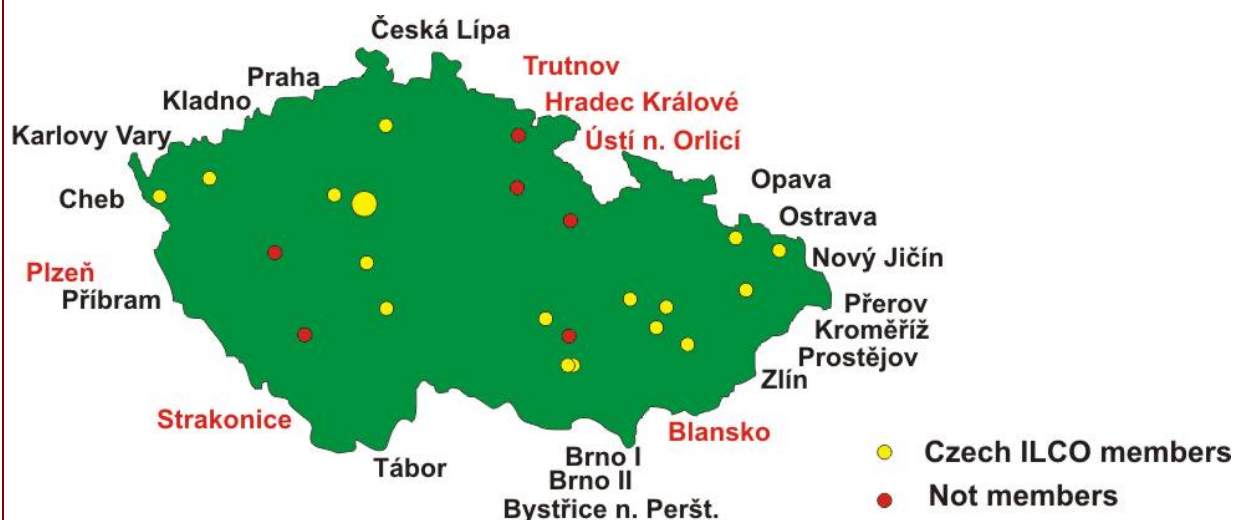 Česká Lípa
Trutnov
Praha
Hradec Králové
Kladno
Ústí n. Orlicí
Karlovy Vary
Opava
Cheb
Ostrava
Nový Jičín
Plzeň
Příbram
Přerov
Kroměříž
Prostějov
Zlín
Strakonice
Blansko
Tábor
Brno I
Brno II
Bystřice n. Peršt.
Czech ILCO members
Not members